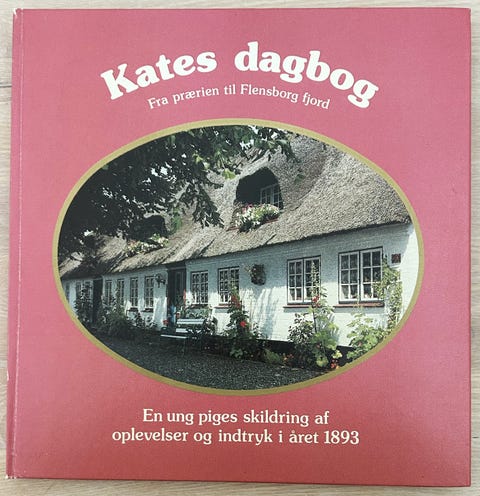 Kates dagbog
Fra prærien til Flensborg fjord
En ung piges skildring af
oplevelser og indtryk i året 1893